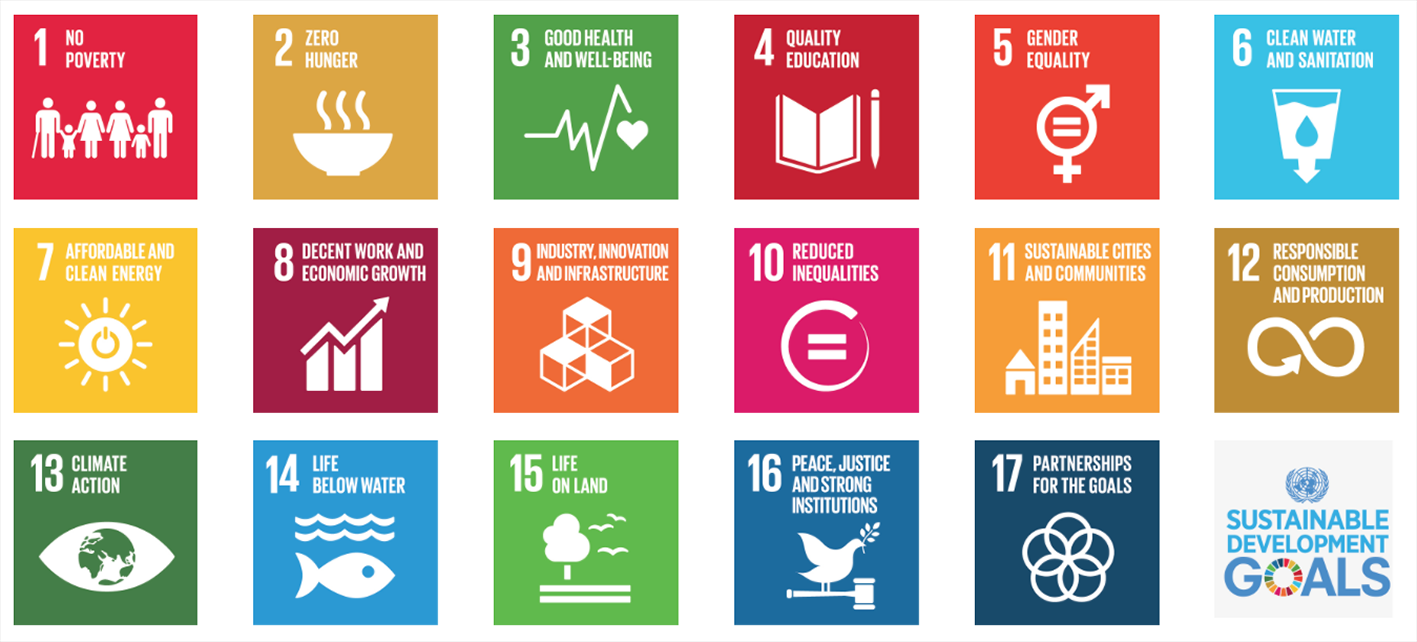 1 NO
POVERTY
2 ZERO
HUNGER
3 GOOD HEALTH
AND WELL-BEING
4 QUALITY
EDUCATION
5 GENDER
EQUALITY
6 CLEAN WATER
AND SANITATION
7 AFFORDABLE AND
CLEAN ENERGY
8 DECENT WORK AND
ECONOMIC GROWTH
9 INDUSTRY, INNOVATION
AND INFRASTRUCTURE
10 REDUCED
INEQUALITIES
11 SUSTAINABLE CITIES
AND COMMUNITIES
12 RESPONSIBLE
CONSUMPTION
AND PRODUCTION
13 CLIMATE
ACTION
14 LIFE
BELOW WATER
15 LIFE
ON LAND
16 PEACE, JUSTICE
AND STRONG
INSTITUTIONS
17 PARTNERSHIPS
FOR THE GOALS
SUSTAINABLE
DEVELOPMENT
GOALS